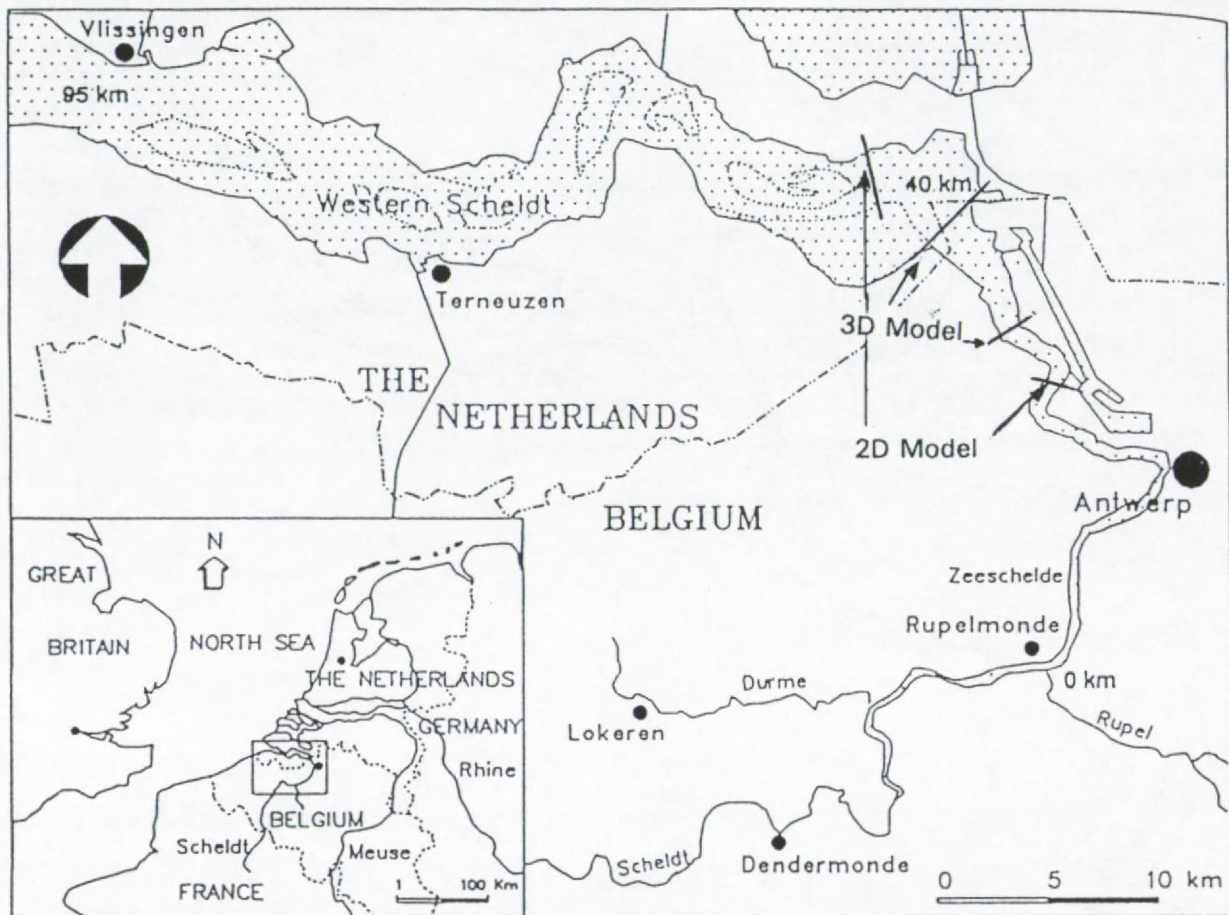 Vlissingen
95 km
Western Scheldt
40 km.
Terneuzen
3D Model
THE
NETHERLANDS
2D Model
Antwerp
BELGIUM
Zeeschelde
Rupelmonde
0 km
Durme
Rupel
Lokeren
Scheldt
Dendermonde
0 5 10 km
N
GREAT
BRITAIN
NORTH SEA
THE NETHERLANDS
GERMANY
Rhine
BELGIUM
Scheldt
Meuse
FRANCE
1 100 Km